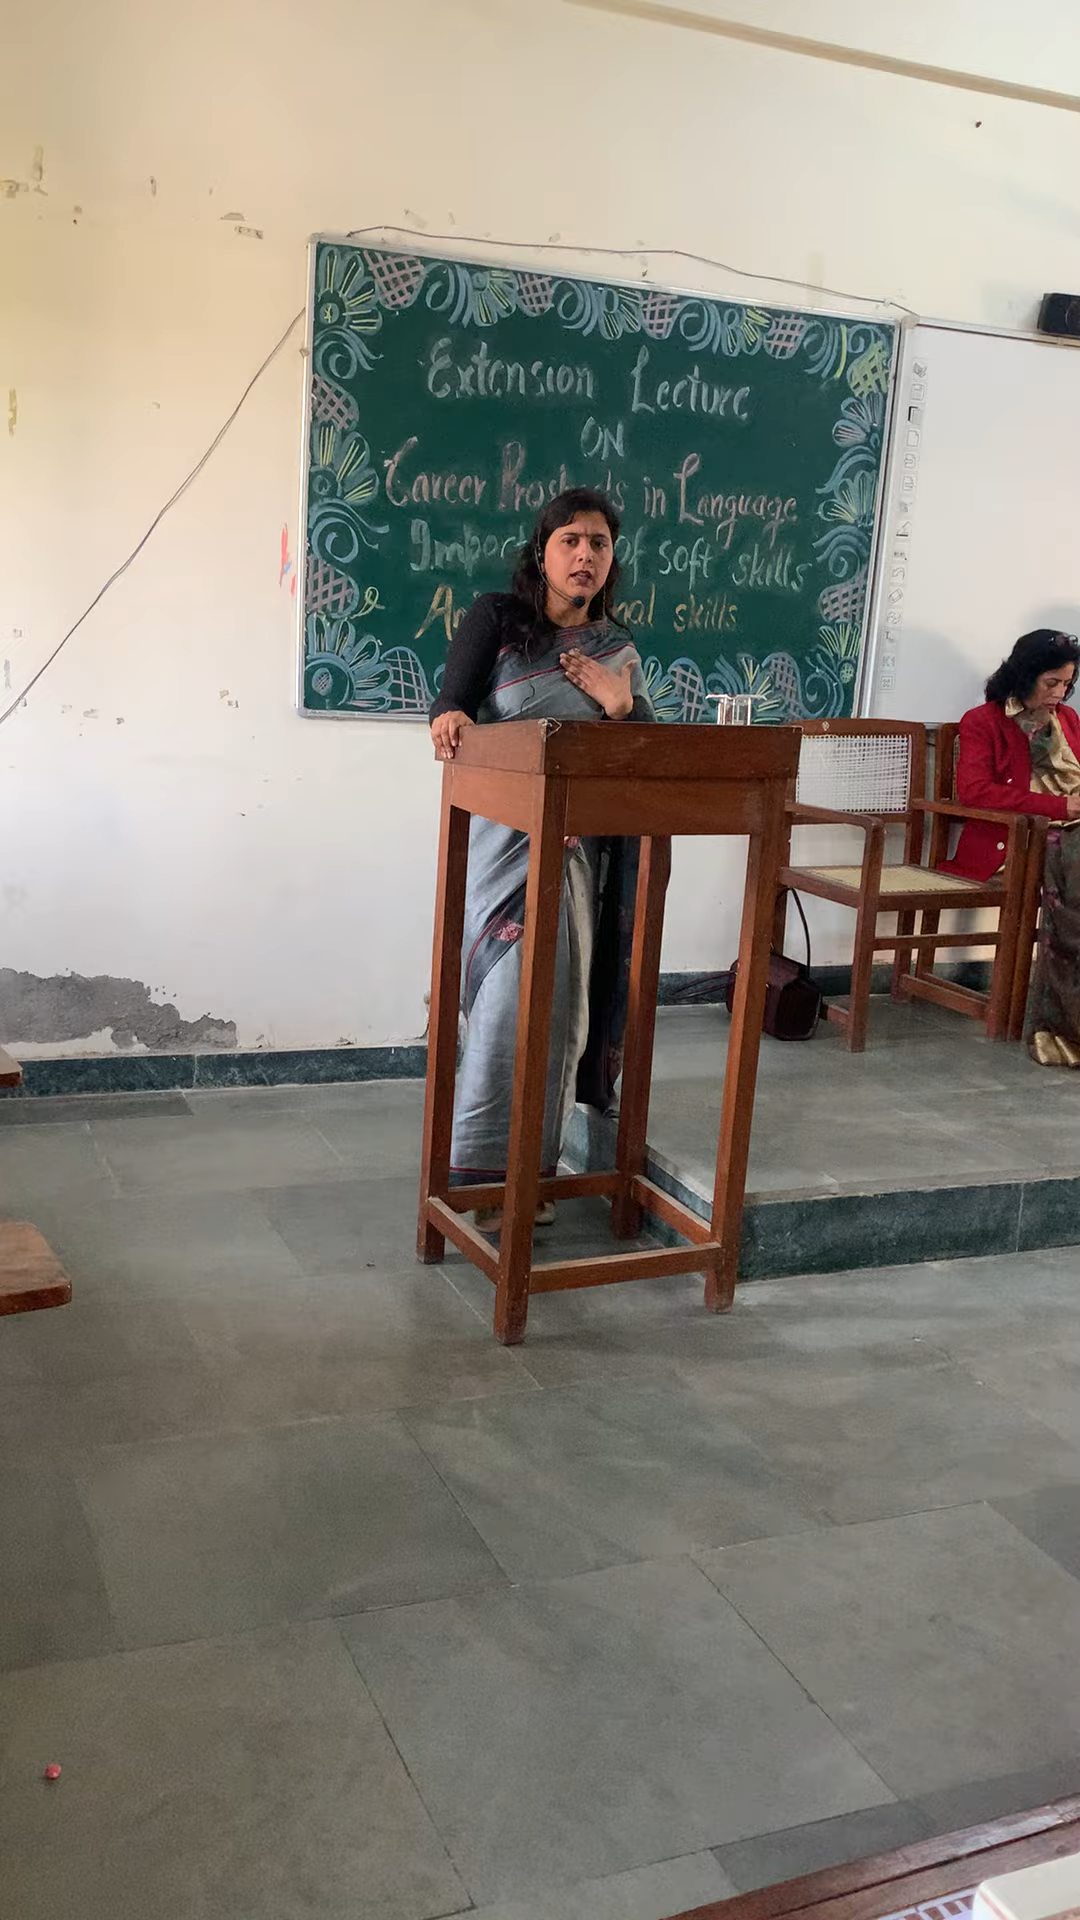 Extension Lecture
ON
Career in Language
of soft skills
skills